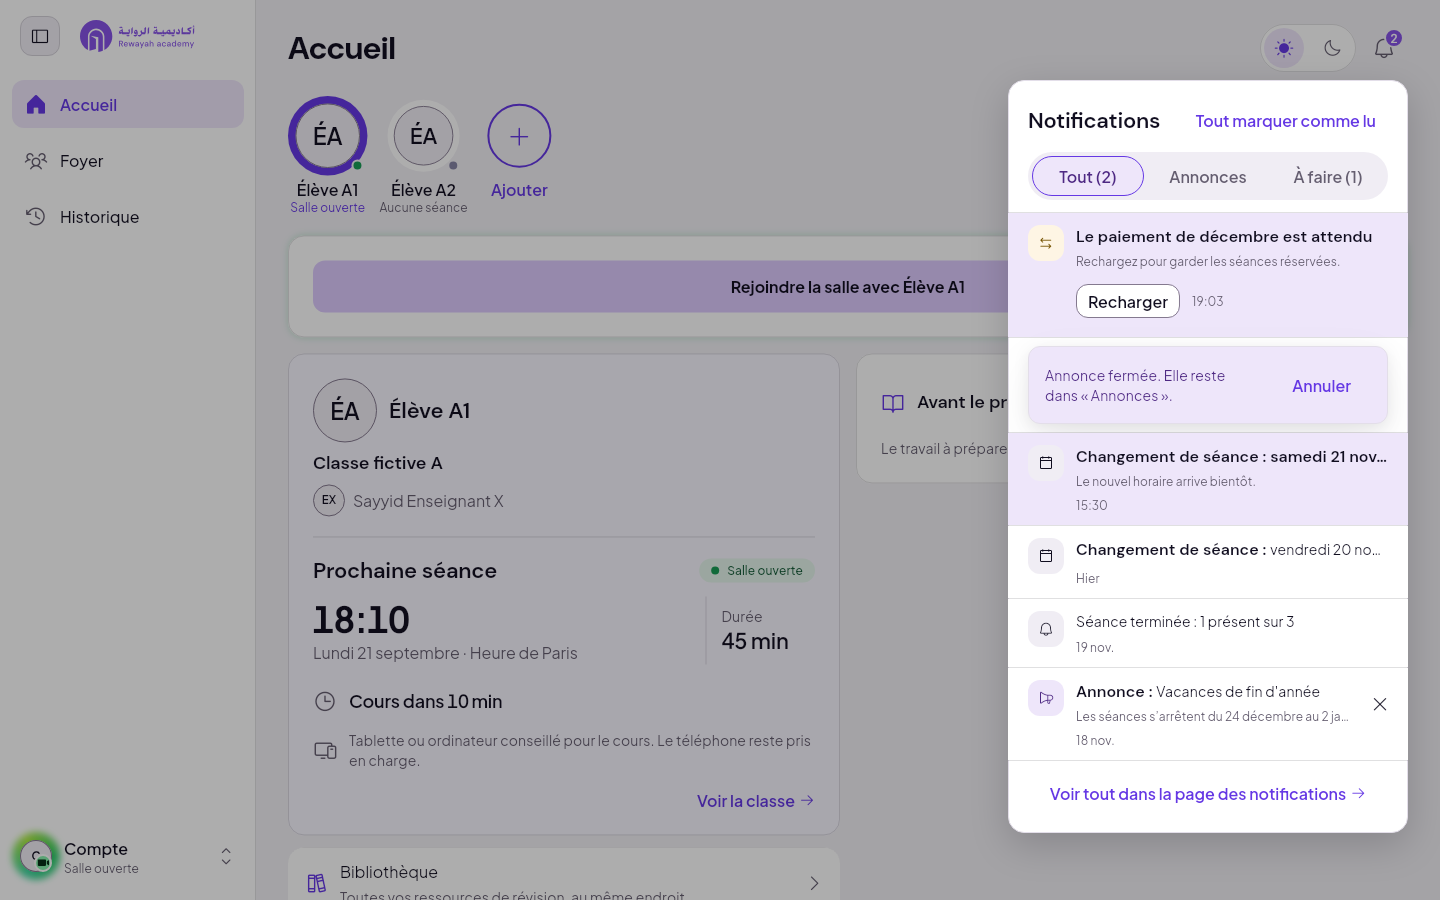 أكاديمية الرواية
Rewayah academy
Accueil
Foyer
Historique
Compte
Salle ouverte
Accueil
2
ÉA
Élève A1
Salle ouverte
ÉA
Élève A2
Aucune séance
Ajouter
Rejoindre la salle avec Élève A1
ÉA
Élève A1
Classe fictive A
EX
Sayyid Enseignant X
Prochaine séance
Salle ouverte
18:10
Lundi 21 septembre · Heure de Paris
Durée
45 min
Cours dans 10 min
Tablette ou ordinateur conseillé pour le cours. Le téléphone reste pris
en charge.
Voir la classe
Bibliothèque
Toutes vos ressources de révision, au même endroit
Avant le pr
Le travail à prépare
Notifications
Tout marquer comme lu
Tout (2)
Annonces
À faire (1)
Le paiement de décembre est attendu
Rechargez pour garder les séances réservées.
Recharger
19:03
Annonce fermée. Elle reste
dans « Annonces ».
Annuler
Changement de séance : samedi 21 nov…
Le nouvel horaire arrive bientôt.
15:30
Changement de séance : vendredi 20 no…
Hier
Séance terminée : 1 présent sur 3
19 nov.
Annonce : Vacances de fin d'année
Les séances s'arrêtent du 24 décembre au 2 ja…
18 nov.
Voir tout dans la page des notifications